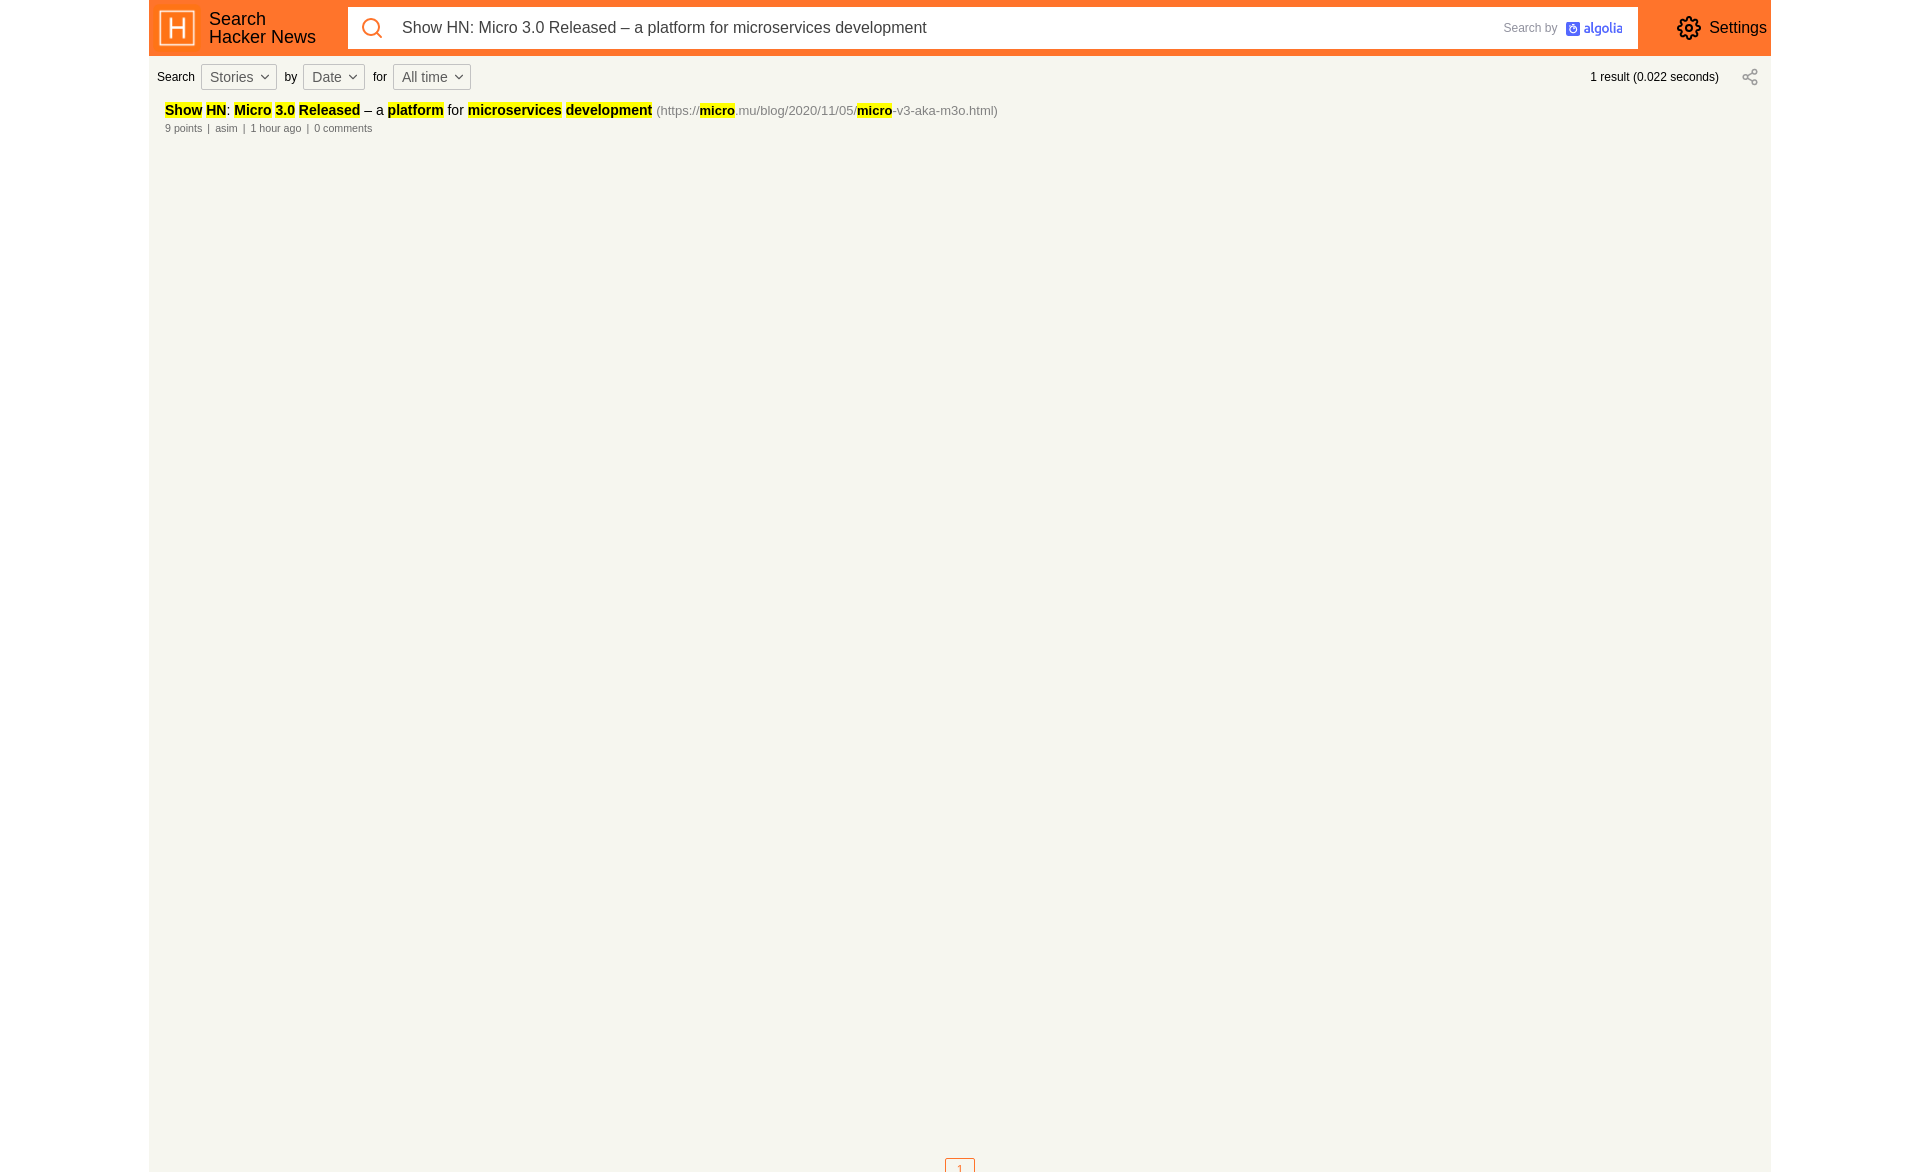 Search
Hacker News
Show HN: Micro 3.0 Released – a platform for microservices development
Search by algolia
Settings
Search Stories by Date for All time
1 result (0.022 seconds)
Show HN: Micro 3.0 Released – a platform for microservices development (https://micro.mu/blog/2020/11/05/micro-v3-aka-m3o.html)
9 points | asim | 1 hour ago | 0 comments
1